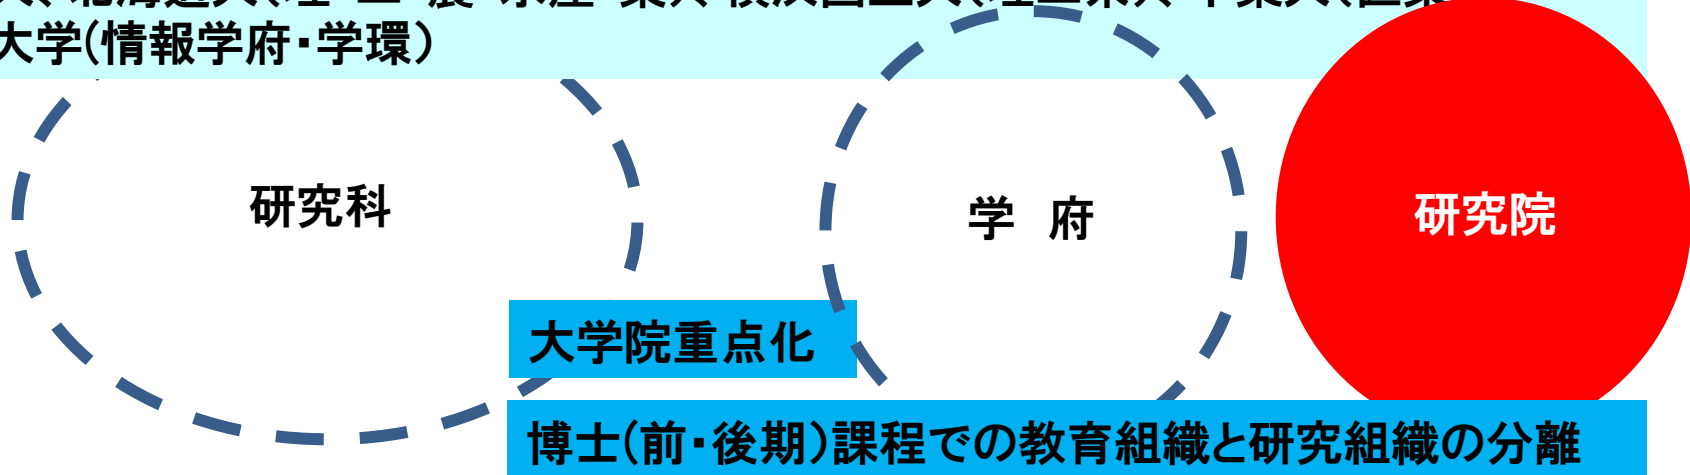 大学(情報学府・学環)
研究科
学 府
研究院
大学院重点化
博士(前・後期)課程での教育組織と研究組織の分離